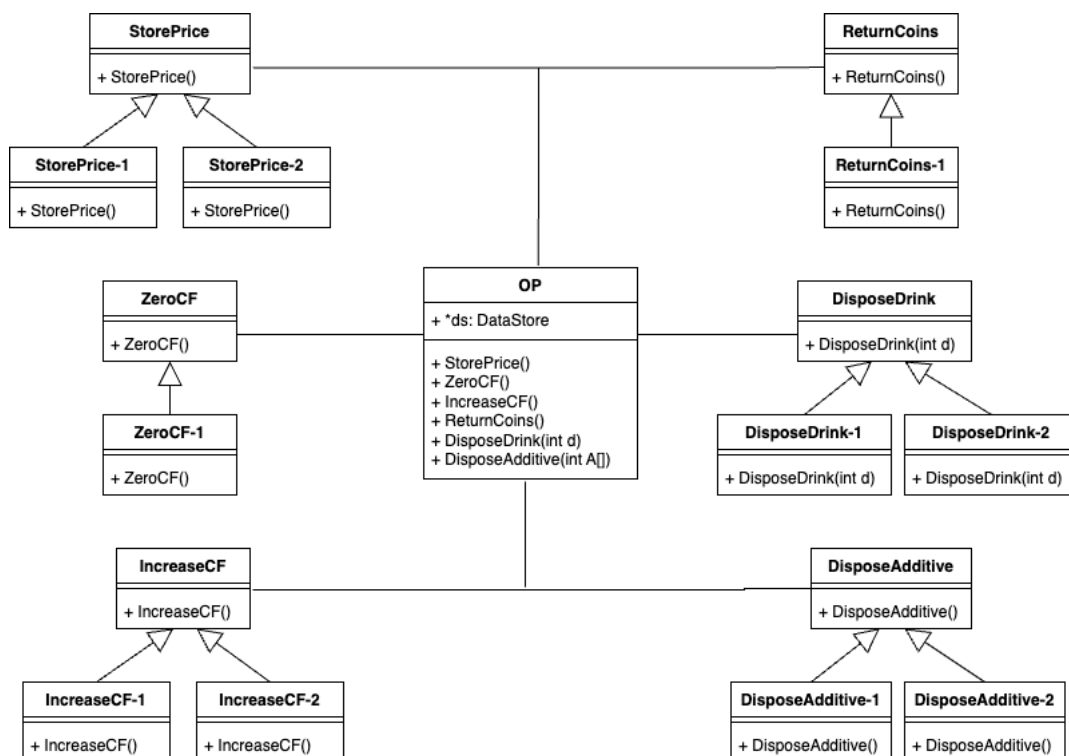 StorePrice
+ StorePrice()
ReturnCoins
+ ReturnCoins()
StorePrice-1
+ StorePrice()
StorePrice-2
+ StorePrice()
ReturnCoins-1
+ ReturnCoins()
ZeroCF
+ ZeroCF()
OP
+ *ds: DataStore
+ StorePrice()
+ ZeroCF()
+ IncreaseCF()
+ ReturnCoins()
+ DisposeDrink(int d)
+ DisposeAdditive(int A[])
DisposeDrink
+ DisposeDrink(int d)
ZeroCF-1
+ ZeroCF()
DisposeDrink-1
+ DisposeDrink(int d)
DisposeDrink-2
+ DisposeDrink(int d)
IncreaseCF
+ IncreaseCF()
DisposeAdditive
+ DisposeAdditive()
IncreaseCF-1
+ IncreaseCF()
IncreaseCF-2
+ IncreaseCF()
DisposeAdditive-1
+ DisposeAdditive()
DisposeAdditive-2
+ DisposeAdditive()